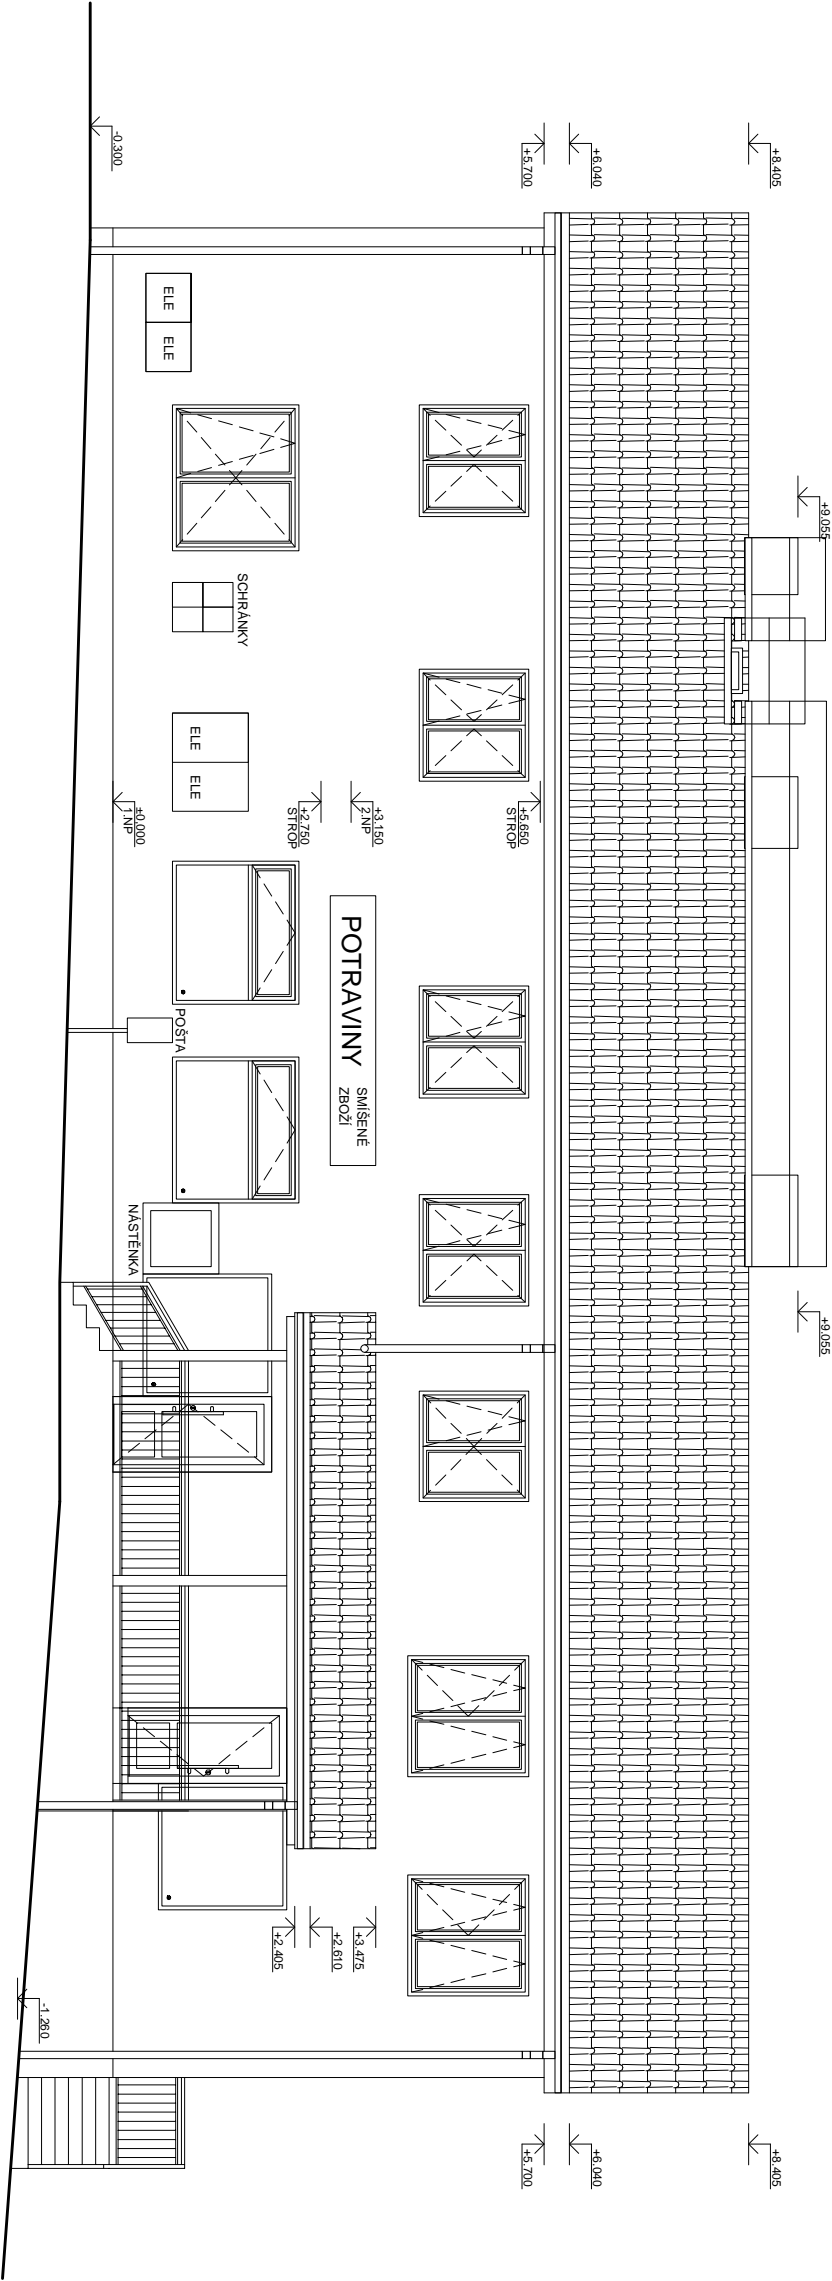 -0.300
+5.700
+6.040
+8.405
+9.055
ELE
ELE
SCHRÁNKY
ELE
ELE
±0.000
1.NP
+2.750
STROP
+3.150
2.NP
+5.650
STROP
POTRAVINY
SMÍŠENÉ
ZBOŽÍ
POŠTA
NÁSTĚNKA
+9.055
+2.405
+2.610
+3.475
-1.260
+5.700
+6.040
+8.405